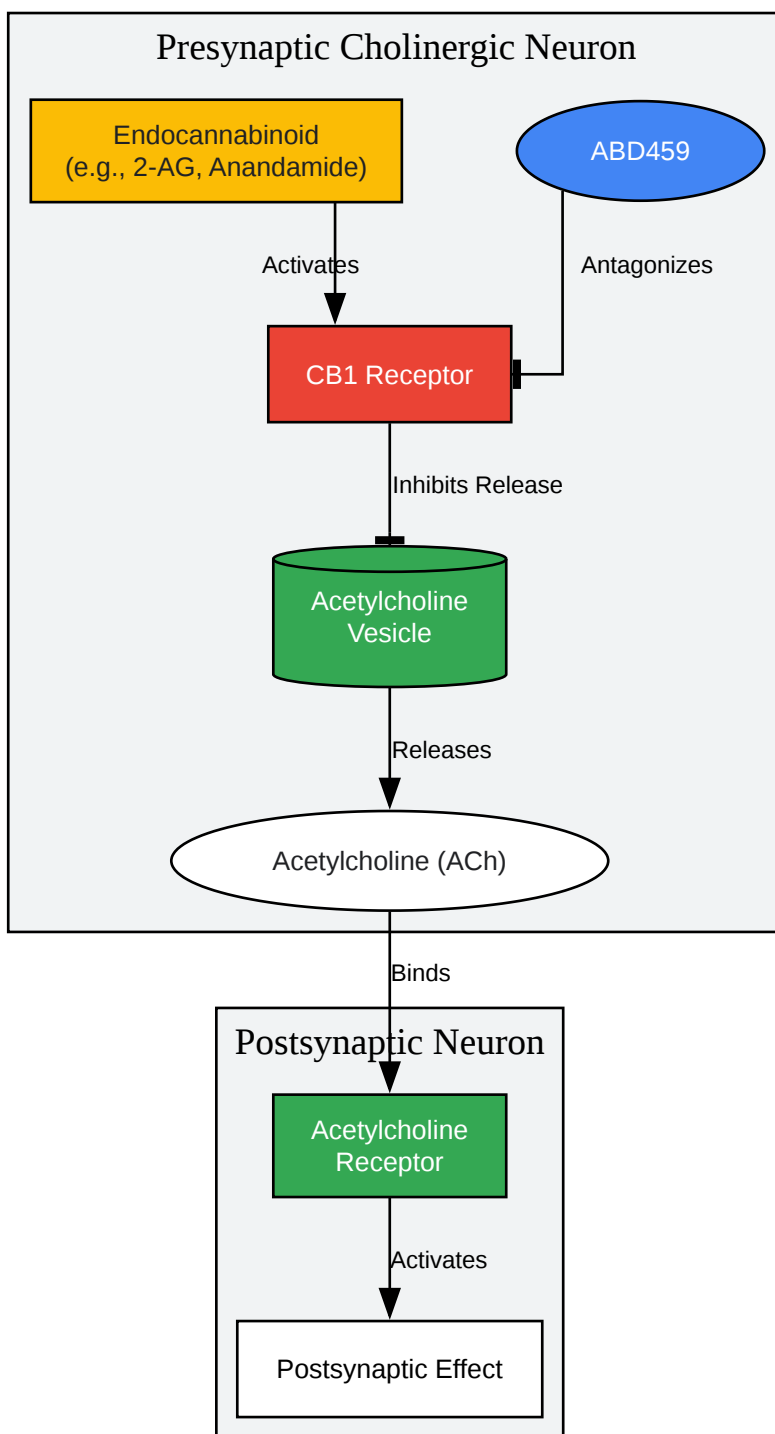 Presynaptic Cholinergic Neuron
Endocannabinoid
(e.g., 2-AG, Anandamide)
ABD459
Activates
Antagonizes
CB1 Receptor
Inhibits Release
Acetylcholine
Vesicle
Releases
Acetylcholine (ACh)
Binds
Postsynaptic Neuron
Acetylcholine
Receptor
Activates
Postsynaptic Effect